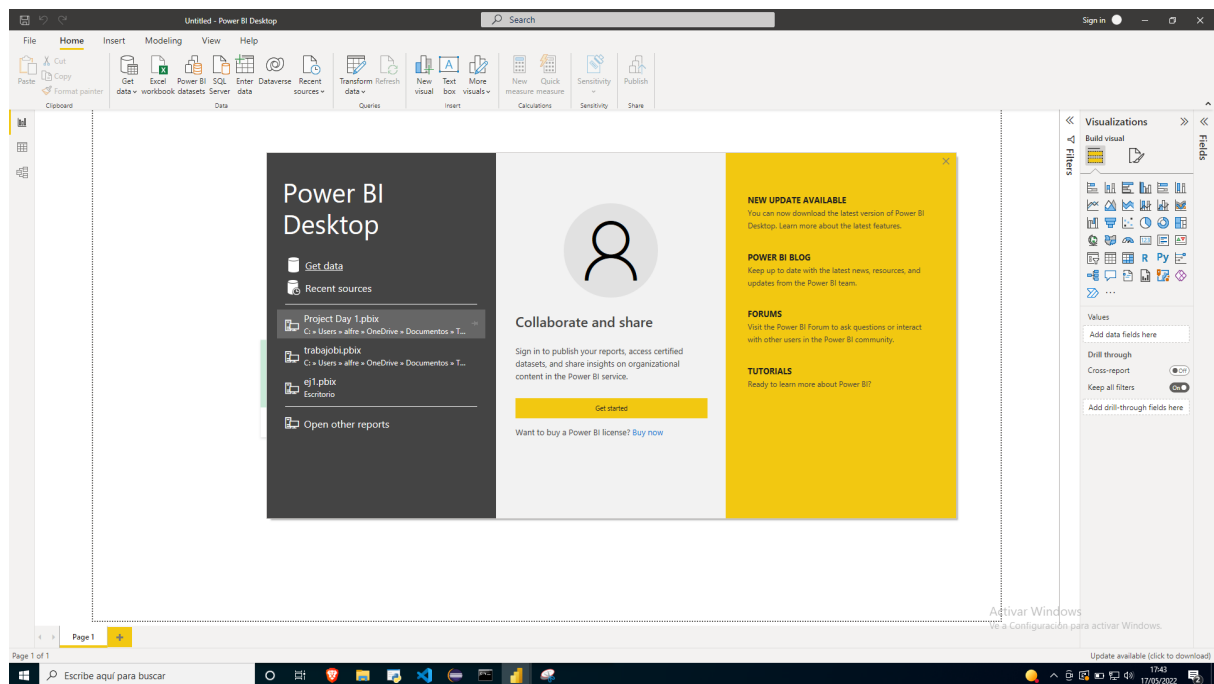 Untitled - Power BI Desktop
Search
Sign in
File Home Insert Modeling View Help
Paste
Cut
Copy
Format painter
Clipboard
Get data
Excel workbook
Power BI datasets
SQL Server
Enter data
Dataverse
Recent sources
Data
Transform data
Refresh
Queries
New visual
Text box
More visuals
Insert
New measure
Quick measure
Calculations
Sensitivity
Sensitivity
Publish
Share
Power BI
Desktop
Get data
Recent sources
Project Day 1.pbix
C: » Users » alfre » OneDrive » Documentos » T...
trabajobi.pbix
C: » Users » alfre » OneDrive » Documentos » T...
ej1.pbix
Escritorio
Open other reports
Collaborate and share
Sign in to publish your reports, access certified
datasets, and share insights on organizational
content in the Power BI service.
Get started
Want to buy a Power BI license? Buy now
NEW UPDATE AVAILABLE
You can now download the latest version of Power BI
Desktop. Learn more about the latest features.
POWER BI BLOG
Keep up to date with the latest news, resources, and
updates from the Power BI team.
FORUMS
Visit the Power BI Forum to ask questions or interact
with other users in the Power BI community.
TUTORIALS
Ready to learn more about Power BI?
Filters
Visualizations
Build visual
R Py
Values
Add data fields here
Drill through
Cross-report
Off
Keep all filters
On
Add drill-through fields here
Fields
Activar Windows
Ve a Configuración para activar Windows.
Page 1
Page 1 of 1
Update available (click to download)
Escribe aquí para buscar
17:43
17/05/2022